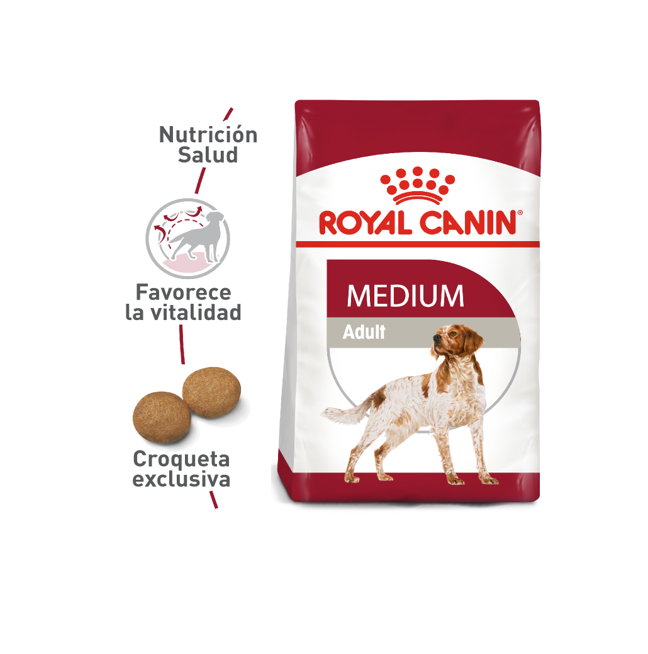 Nutrición
Salud
Favorece
la vitalidad
Croqueta
exclusiva
ROYAL CANIN®
MEDIUM
Adult